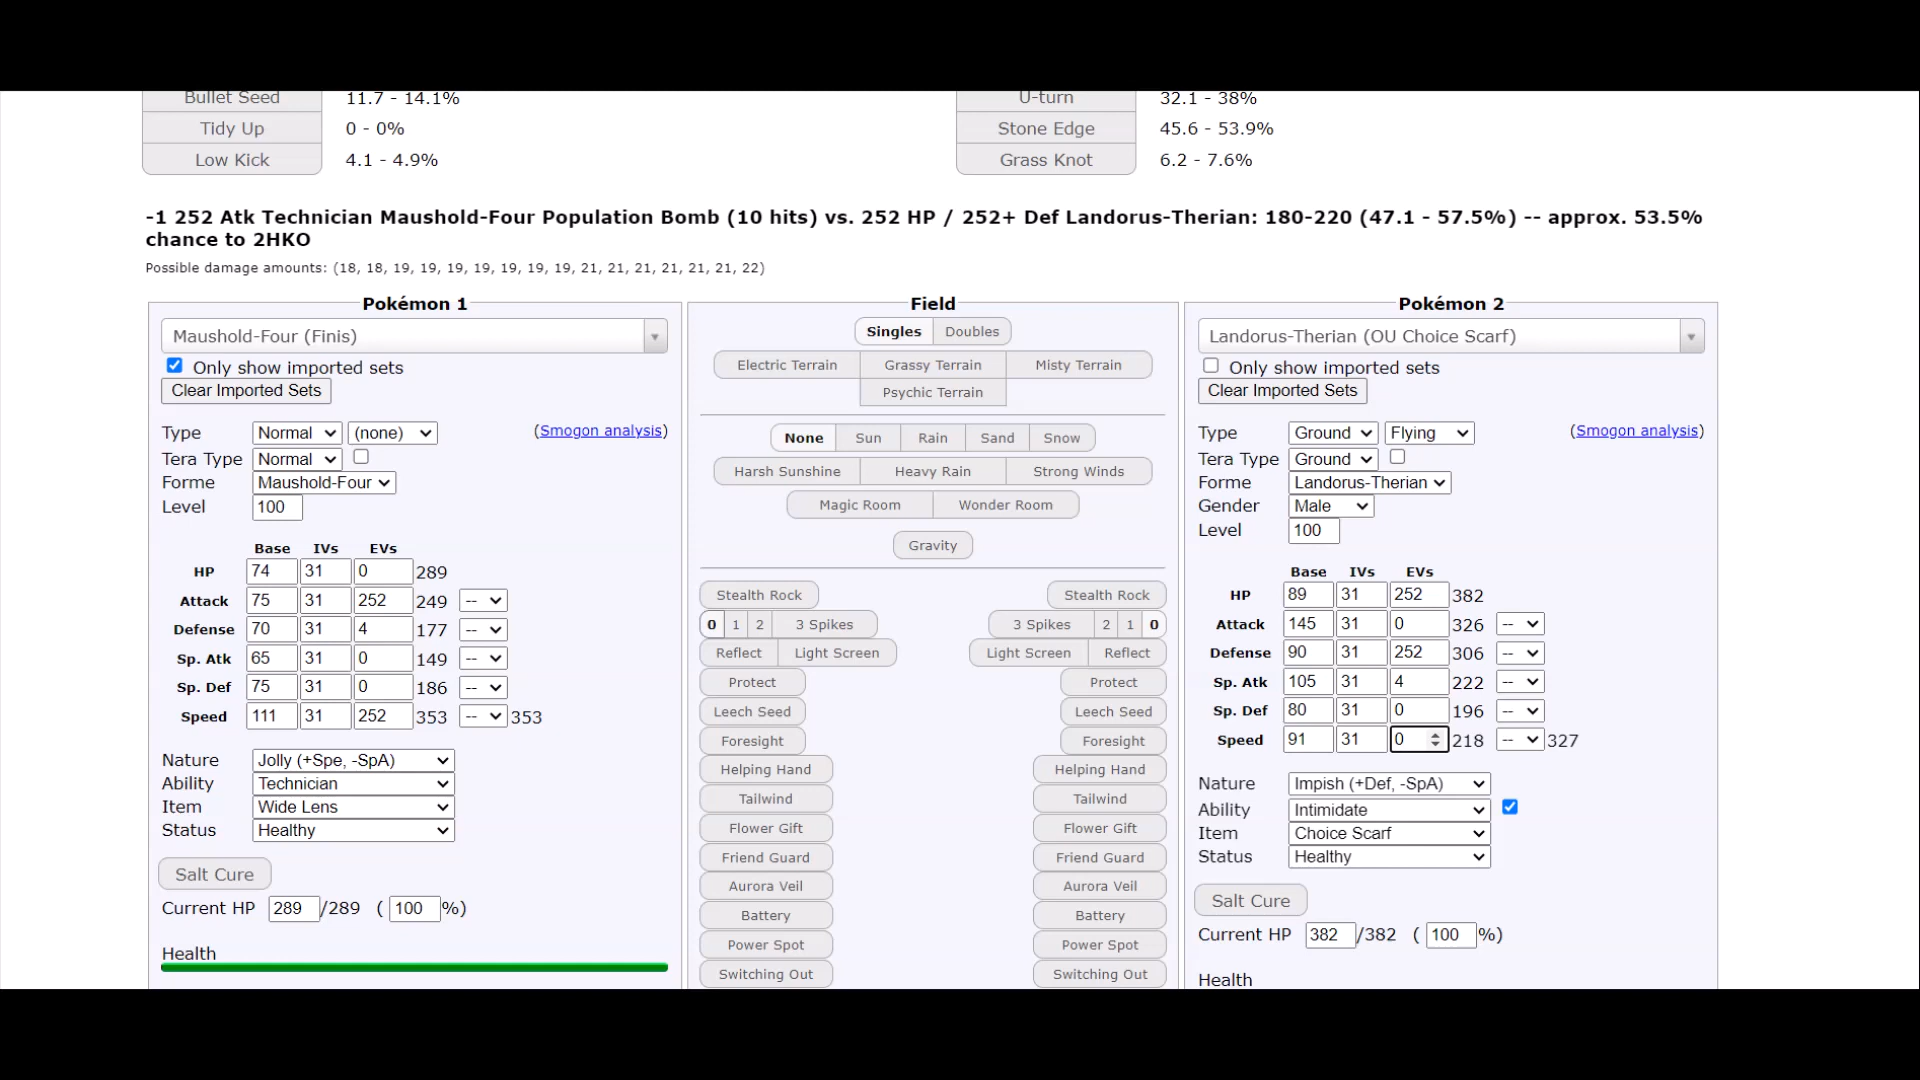 Bullet Seed 11.7 - 14.1% U-turn 32.1 - 38%
Tidy Up 0 - 0% Stone Edge 45.6 - 53.9%
Low Kick 4.1 - 4.9% Grass Knot 6.2 - 7.6%
-1 252 Atk Technician Maushold-Four Population Bomb (10 hits) vs. 252 HP / 252+ Def Landorus-Therian: 180-220 (47.1 - 57.5%) -- approx. 53.5%
chance to 2HKO
Possible damage amounts: (18, 18, 19, 19, 19, 19, 19, 19, 19, 21, 21, 21, 21, 21, 21, 22)
Pokémon 1
Maushold-Four (Finis)
Only show imported sets
Clear Imported Sets
Type Normal (none) (Smogon analysis)
Tera Type Normal
Forme Maushold-Four
Level 100
Base IVs EVs
HP 74 31 0 289
Attack 75 31 252 249 --
Defense 70 31 4 177 --
Sp. Atk 65 31 0 149 --
Sp. Def 75 31 0 186 --
Speed 111 31 252 353 -- 353
Nature Jolly (+Spe, -SpA)
Ability Technician
Item Wide Lens
Status Healthy
Salt Cure
Current HP 289 /289 ( 100 %)
Health
Field
Singles Doubles
Electric Terrain Grassy Terrain Misty Terrain
Psychic Terrain
None Sun Rain Sand Snow
Harsh Sunshine Heavy Rain Strong Winds
Magic Room Wonder Room
Gravity
Stealth Rock Stealth Rock
0 1 2 3 Spikes 3 Spikes 2 1 0
Reflect Light Screen Light Screen Reflect
Protect Protect
Leech Seed Leech Seed
Foresight Foresight
Helping Hand Helping Hand
Tailwind Tailwind
Flower Gift Flower Gift
Friend Guard Friend Guard
Aurora Veil Aurora Veil
Battery Battery
Power Spot Power Spot
Switching Out Switching Out
Pokémon 2
Landorus-Therian (OU Choice Scarf)
Only show imported sets
Clear Imported Sets
Type Ground Flying (Smogon analysis)
Tera Type Ground
Forme Landorus-Therian
Gender Male
Level 100
Base IVs EVs
HP 89 31 252 382
Attack 145 31 0 326 --
Defense 90 31 252 306 --
Sp. Atk 105 31 4 222 --
Sp. Def 80 31 0 196 --
Speed 91 31 0 218 -- 327
Nature Impish (+Def, -SpA)
Ability Intimidate
Item Choice Scarf
Status Healthy
Salt Cure
Current HP 382 /382 ( 100 %)
Health